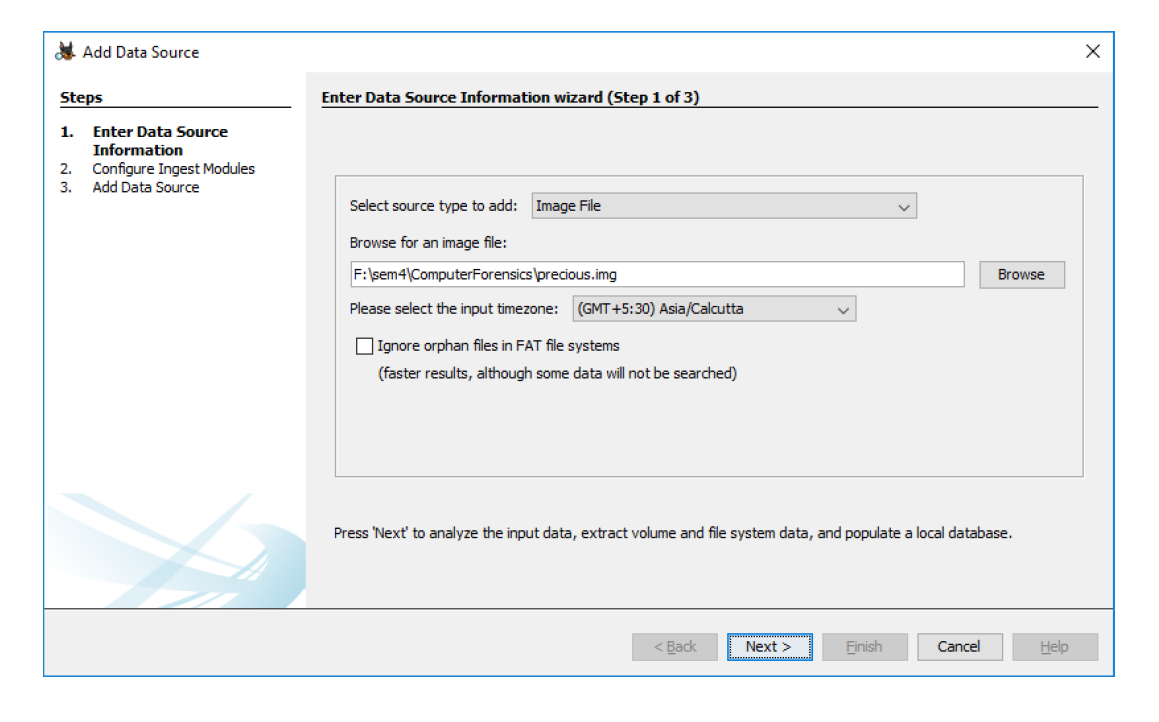 Add Data Source
Steps
1. Enter Data Source
Information
2. Configure Ingest Modules
3. Add Data Source
Enter Data Source Information wizard (Step 1 of 3)
Select source type to add: Image File
Browse for an image file:
F:\sem4\ComputerForensics\precious.img Browse
Please select the input timezone: (GMT+5:30) Asia/Calcutta
Ignore orphan files in FAT file systems
(faster results, although some data will not be searched)
Press 'Next' to analyze the input data, extract volume and file system data, and populate a local database.
< Back Next > Finish Cancel Help